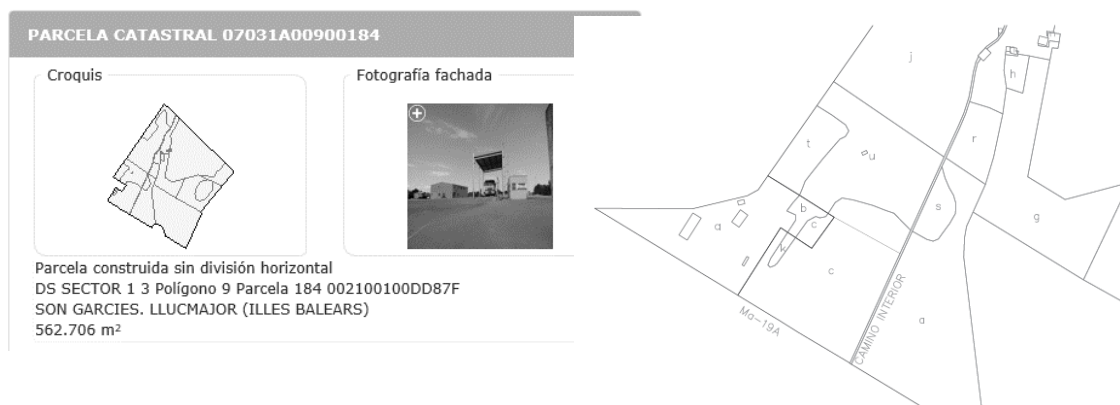 PARCELA CATASTRAL 07031A00900184
Croquis
Fotografía fachada
Parcela construida sin división horizontal
DS SECTOR 1 3 Polígono 9 Parcela 184 002100100DD87F
SON GARCIES. LLUCMAJOR (ILLES BALEARS)
562.706 m²
j
h
r
t
u
s
g
b
c
a
k
c
a
Ma-19A
CAMINO INTERIOR